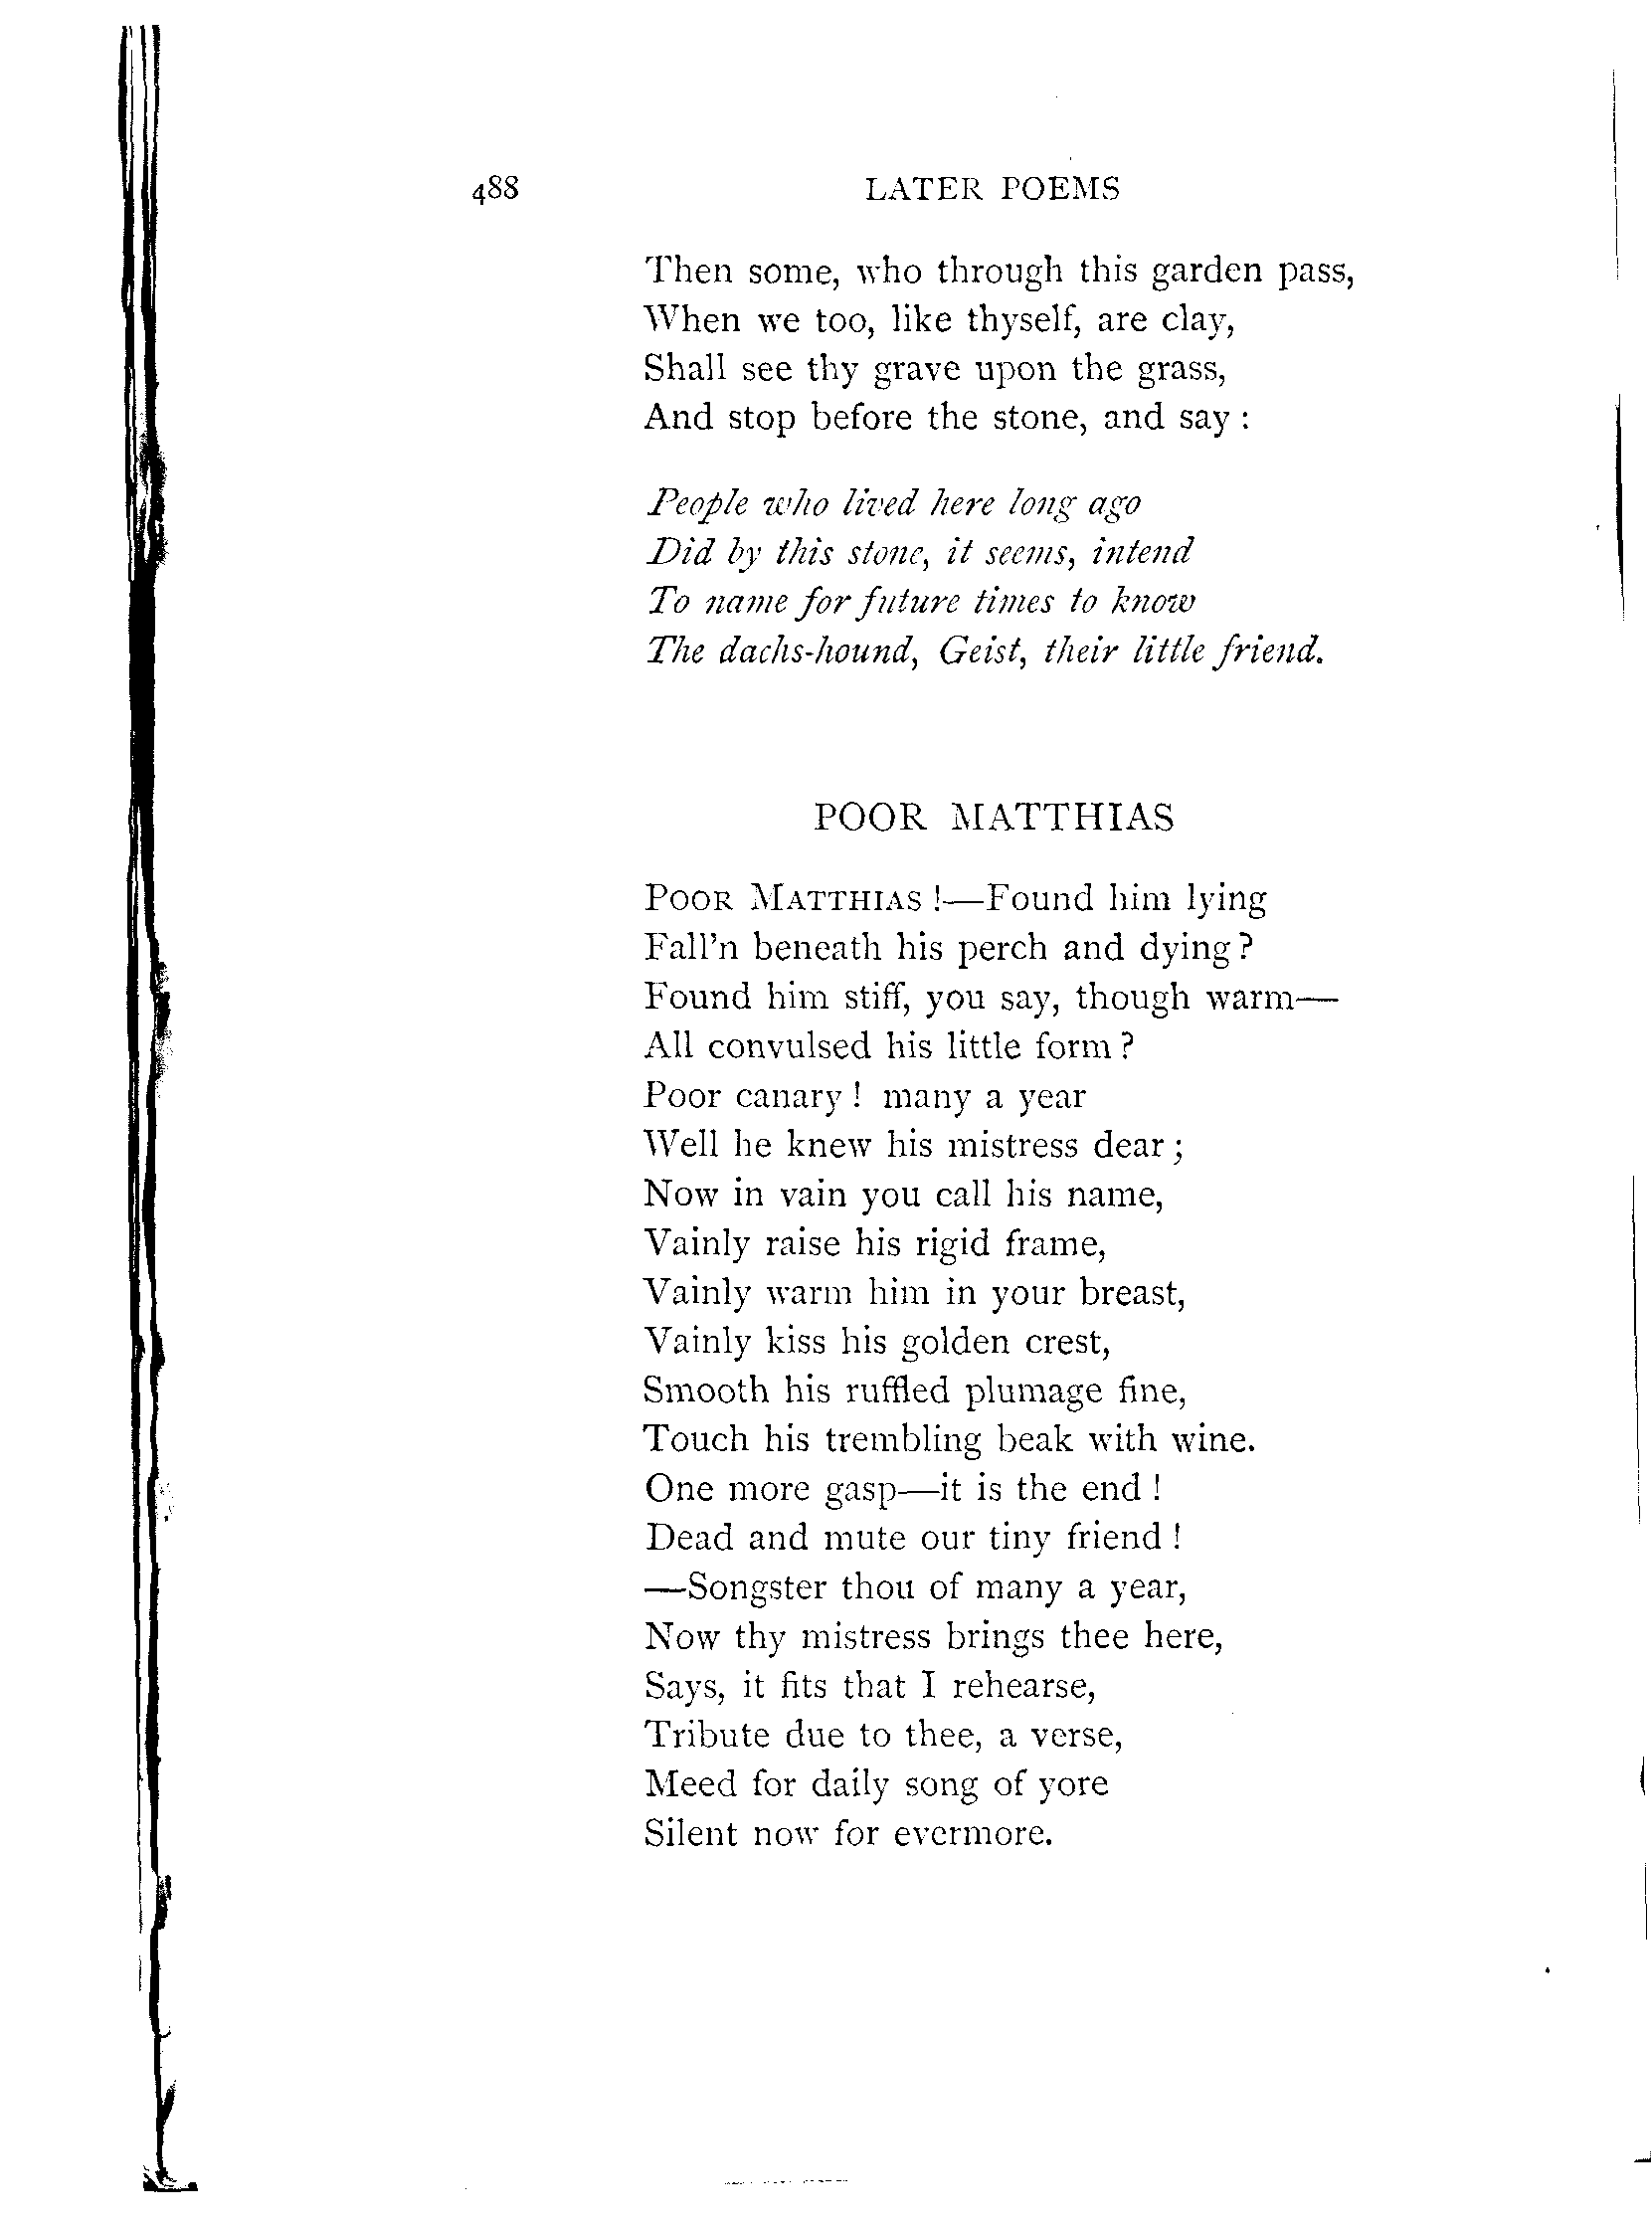 488 LATER POEMS
Then some, who through this garden pass,
When we too, like thyself, are clay,
Shall see thy grave upon the grass,
And stop before the stone, and say :
People who lived here long ago
Did by this stone, it seems, intend
To name for future times to know
The dachs-hound, Geist, their little friend.
POOR MATTHIAS
POOR MATTHIAS !—Found him lying
Fall'n beneath his perch and dying?
Found him stiff, you say, though warm—
All convulsed his little form?
Poor canary! many a year
Well he knew his mistress dear;
Now in vain you call his name,
Vainly raise his rigid frame,
Vainly warm him in your breast,
Vainly kiss his golden crest,
Smooth his ruffled plumage fine,
Touch his trembling beak with wine.
One more gasp—it is the end!
Dead and mute our tiny friend!
—Songster thou of many a year,
Now thy mistress brings thee here,
Says, it fits that I rehearse,
Tribute due to thee, a verse,
Meed for daily song of yore
Silent now for evermore.